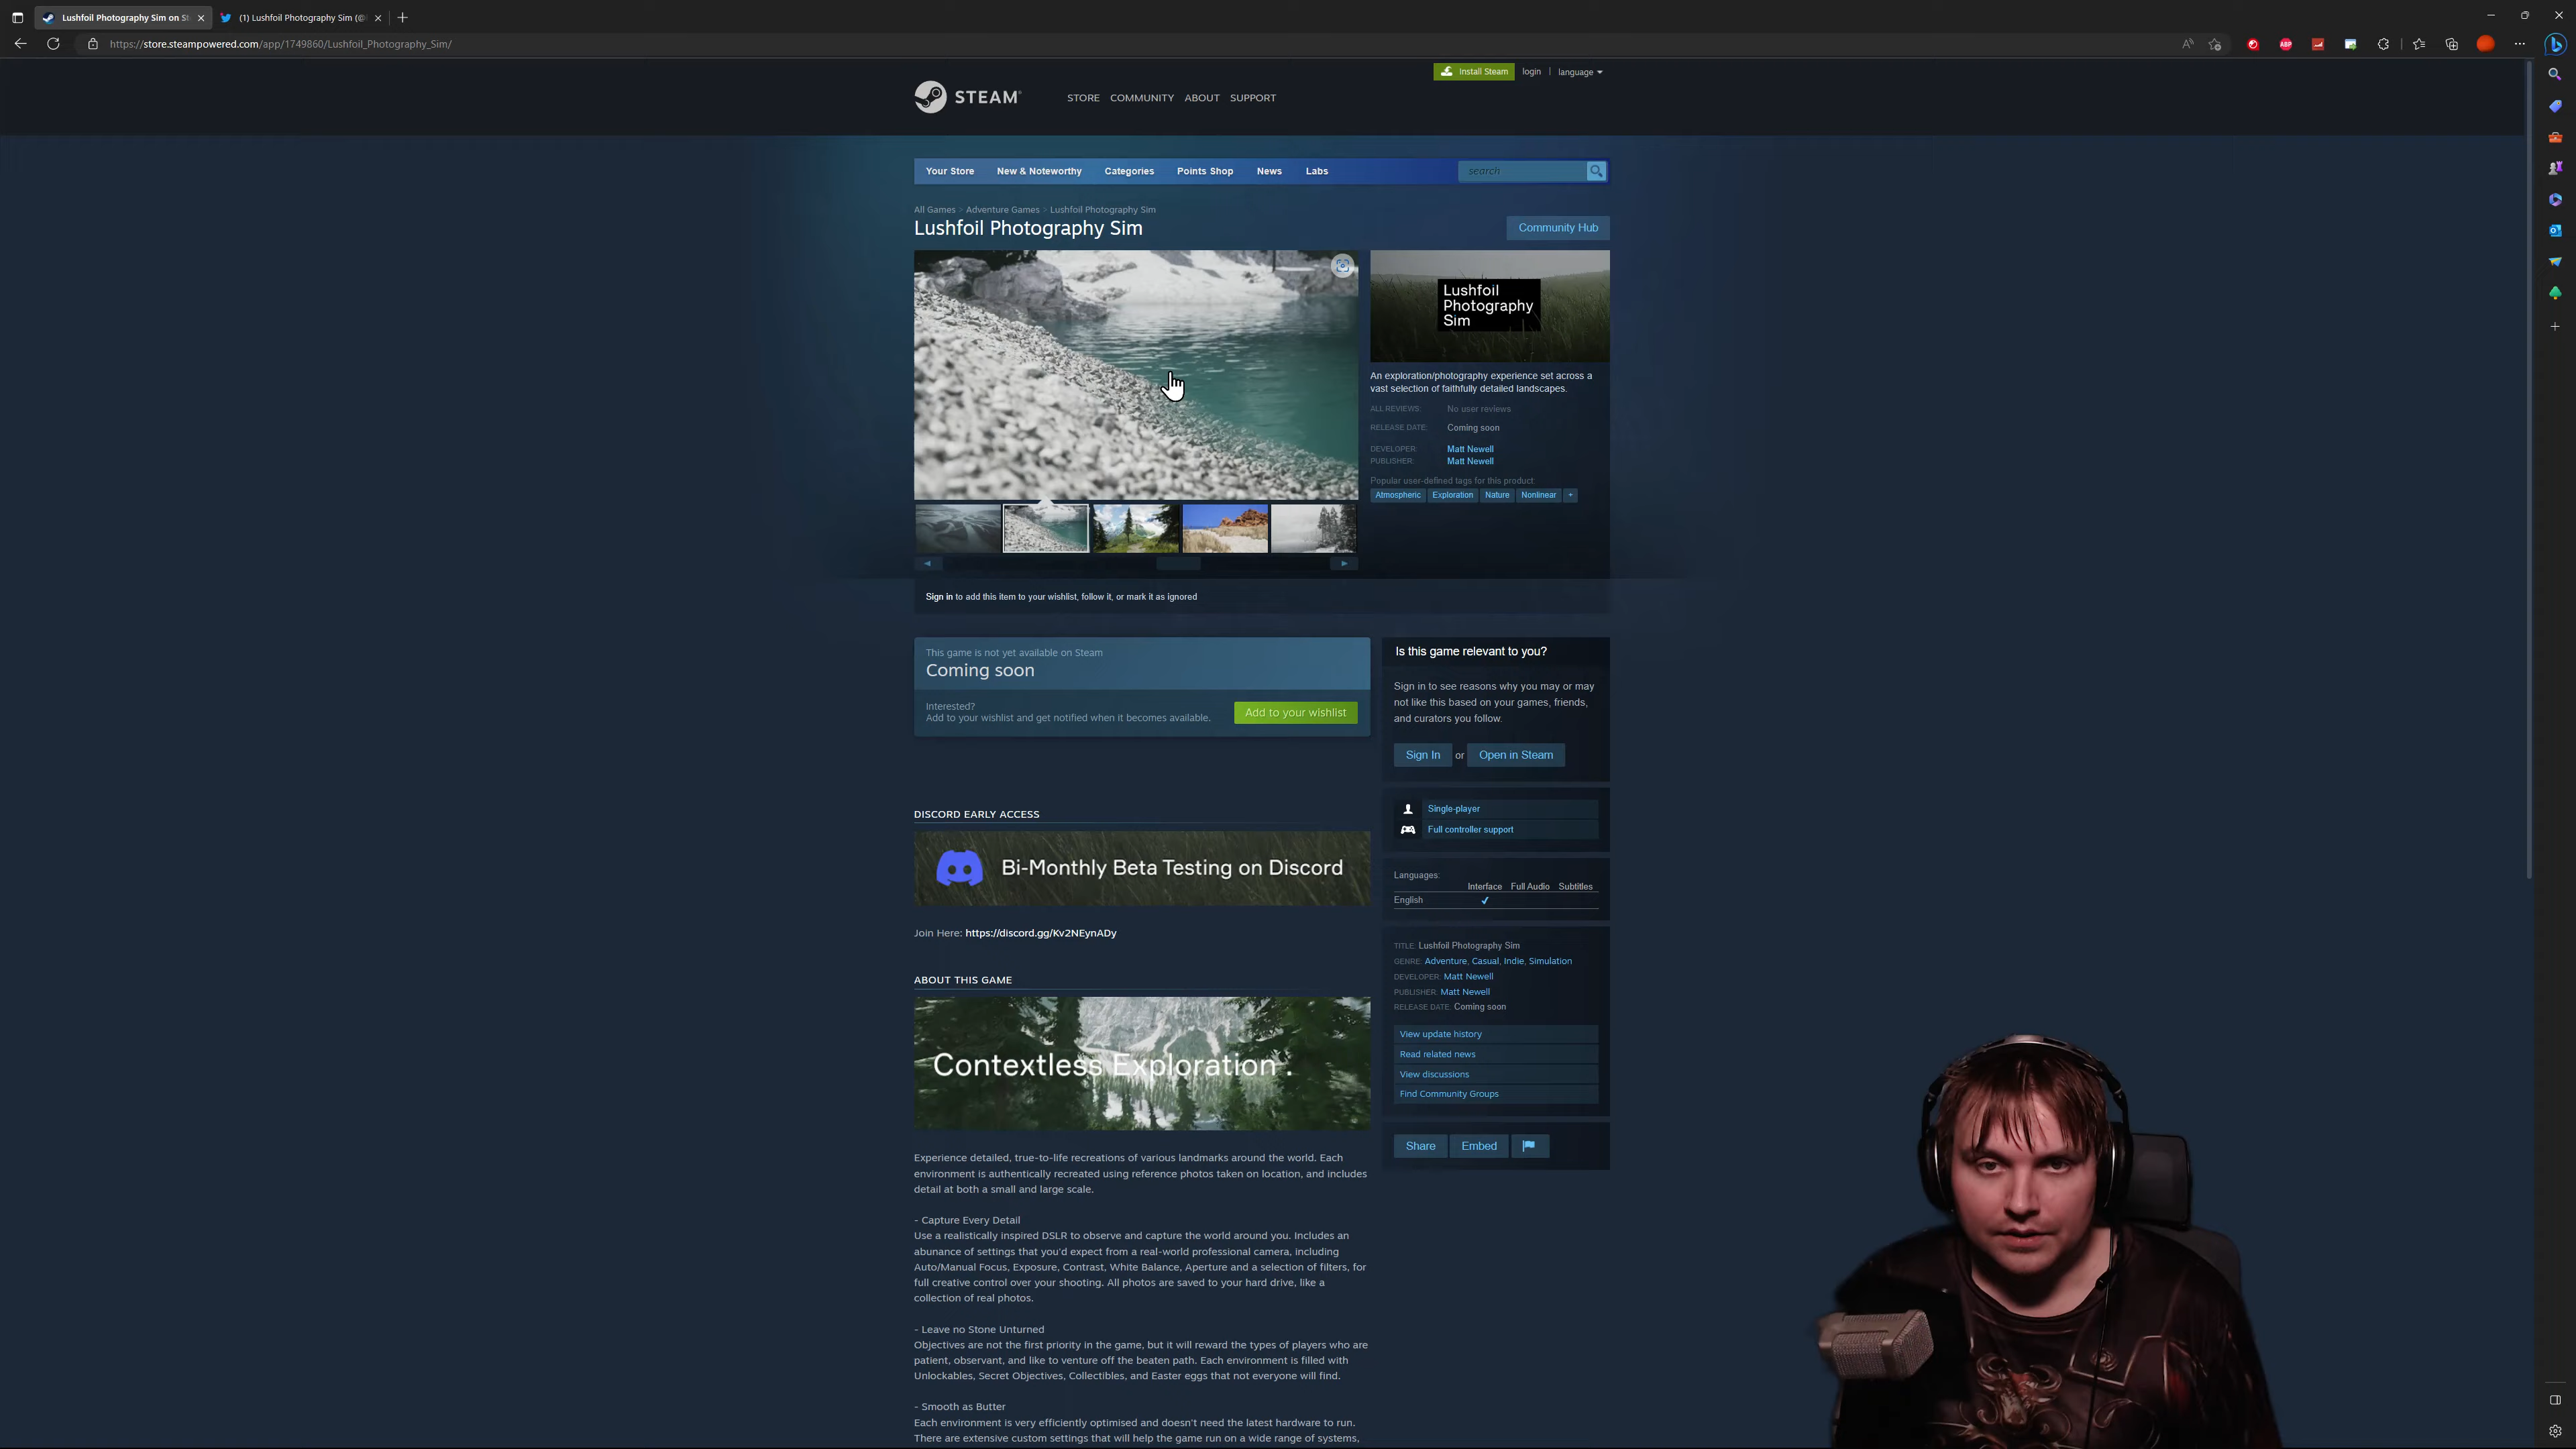 Lushfoil Photography Sim on St
(1) Lushfoil Photography Sim (@
https://store.steampowered.com/app/1749860/Lushfoil_Photography_Sim/
Install Steam login | language
STEAM®
STORE COMMUNITY ABOUT SUPPORT
Your Store New & Noteworthy Categories Points Shop News Labs search
All Games > Adventure Games > Lushfoil Photography Sim
Lushfoil Photography Sim
Community Hub
Lushfoil
Photography
Sim
An exploration/photography experience set across a
vast selection of faithfully detailed landscapes.
ALL REVIEWS: No user reviews
RELEASE DATE: Coming soon
DEVELOPER: Matt Newell
PUBLISHER: Matt Newell
Popular user-defined tags for this product:
Atmospheric Exploration Nature Nonlinear +
Sign in to add this item to your wishlist, follow it, or mark it as ignored
This game is not yet available on Steam
Coming soon
Interested?
Add to your wishlist and get notified when it becomes available.
Add to your wishlist
DISCORD EARLY ACCESS
Bi-Monthly Beta Testing on Discord
Join Here: https://discord.gg/Kv2NEynADy
ABOUT THIS GAME
Contextless Exploration .
Experience detailed, true-to-life recreations of various landmarks around the world. Each
environment is authentically recreated using reference photos taken on location, and includes
detail at both a small and large scale.
- Capture Every Detail
Use a realistically inspired DSLR to observe and capture the world around you. Includes an
abunance of settings that you'd expect from a real-world professional camera, including
Auto/Manual Focus, Exposure, Contrast, White Balance, Aperture and a selection of filters, for
full creative control over your shooting. All photos are saved to your hard drive, like a
collection of real photos.
- Leave no Stone Unturned
Objectives are not the first priority in the game, but it will reward the types of players who are
patient, observant, and like to venture off the beaten path. Each environment is filled with
Unlockables, Secret Objectives, Collectibles, and Easter eggs that not everyone will find.
- Smooth as Butter
Each environment is very efficiently optimised and doesn't need the latest hardware to run.
There are extensive custom settings that will help the game run on a wide range of systems,
Is this game relevant to you?
Sign in to see reasons why you may or may
not like this based on your games, friends,
and curators you follow.
Sign In or Open in Steam
Single-player
Full controller support
Languages:
Interface Full Audio Subtitles
English ✔
TITLE: Lushfoil Photography Sim
GENRE: Adventure, Casual, Indie, Simulation
DEVELOPER: Matt Newell
PUBLISHER: Matt Newell
RELEASE DATE: Coming soon
View update history
Read related news
View discussions
Find Community Groups
Share Embed